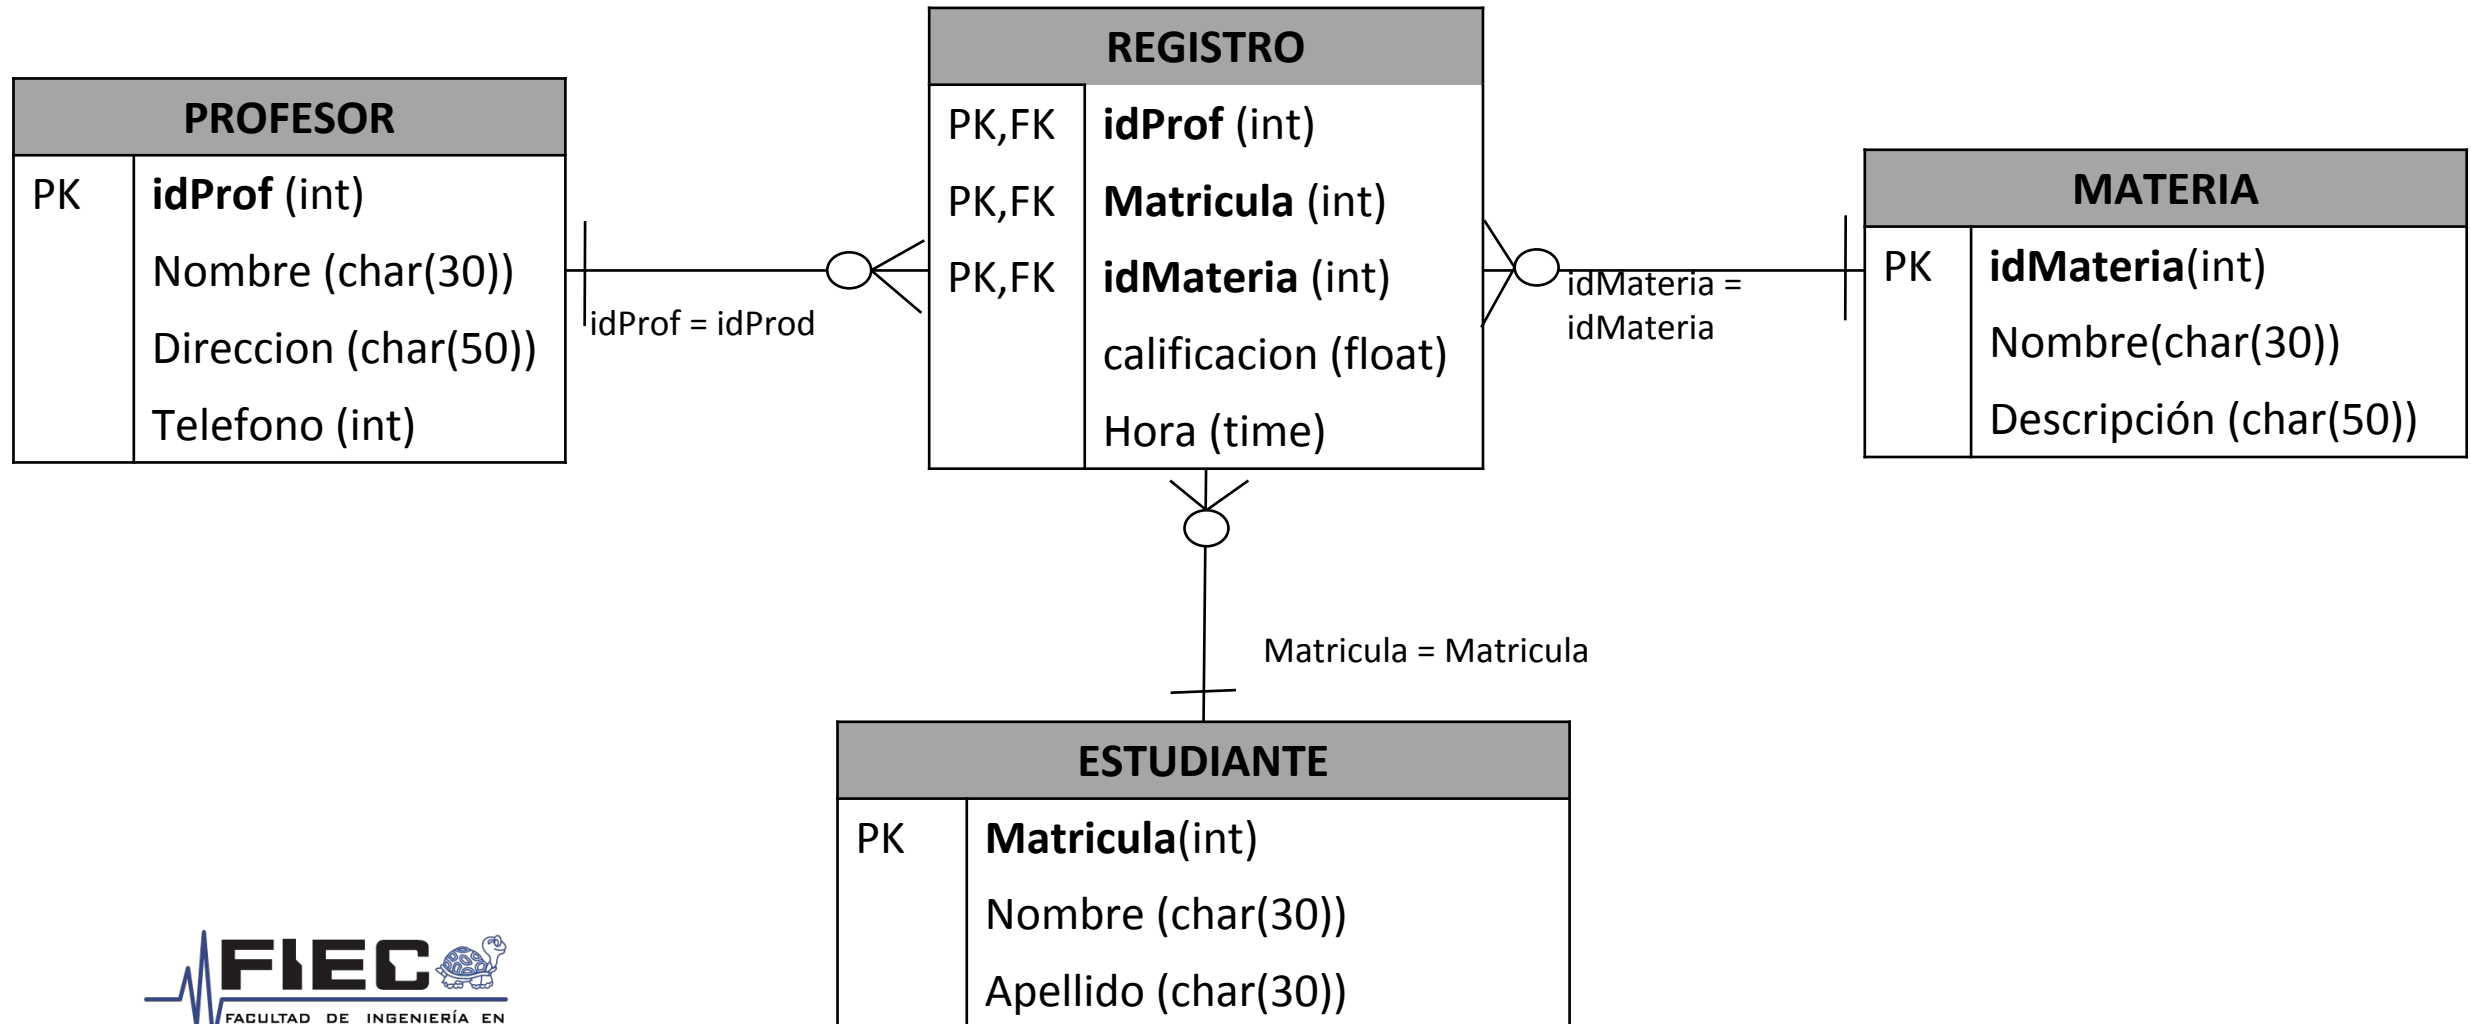 PROFESOR
PK idProf (int)
Nombre (char(30))
Direccion (char(50))
Telefono (int)
idProf = idProd
REGISTRO
PK,FK idProf (int)
PK,FK Matricula (int)
PK,FK idMateria (int)
calificacion (float)
Hora (time)
idMateria =
idMateria
MATERIA
PK idMateria(int)
Nombre(char(30))
Descripción (char(50))
Matricula = Matricula
ESTUDIANTE
PK Matricula(int)
Nombre (char(30))
Apellido (char(30))
FIEC
FACULTAD DE INGENIERÍA EN